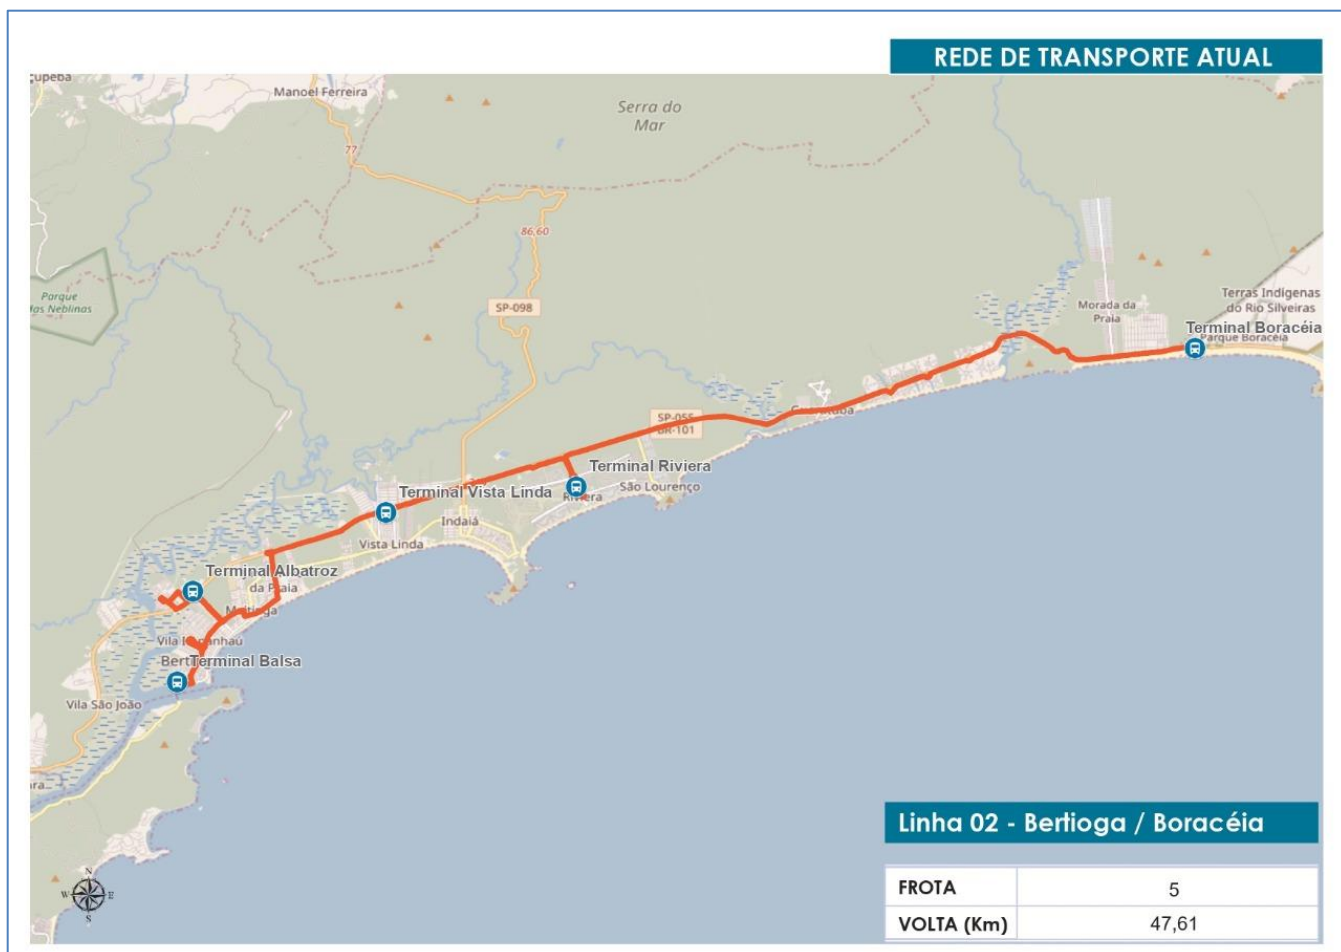 REDE DE TRANSPORTE ATUAL
Manoel Ferreira
Serra do
Mar
77
86,60
Parque
das Neblinas
SP-098
Terras Indígenas
do Rio Silveiras
Morada da
Praia
Terminal Boracéia
Parque Boracéia
SP-055
BR-101
Terminal Riviera
Riviera
São Lourenço
Terminal Vista Linda
Indaiá
Vista Linda
Terminal Albatroz
da Praia
Terminal Balsa
Vila São João
N
W
E
S
Linha 02 - Bertioga / Boracéia
FROTA
5
VOLTA (Km)
47,61